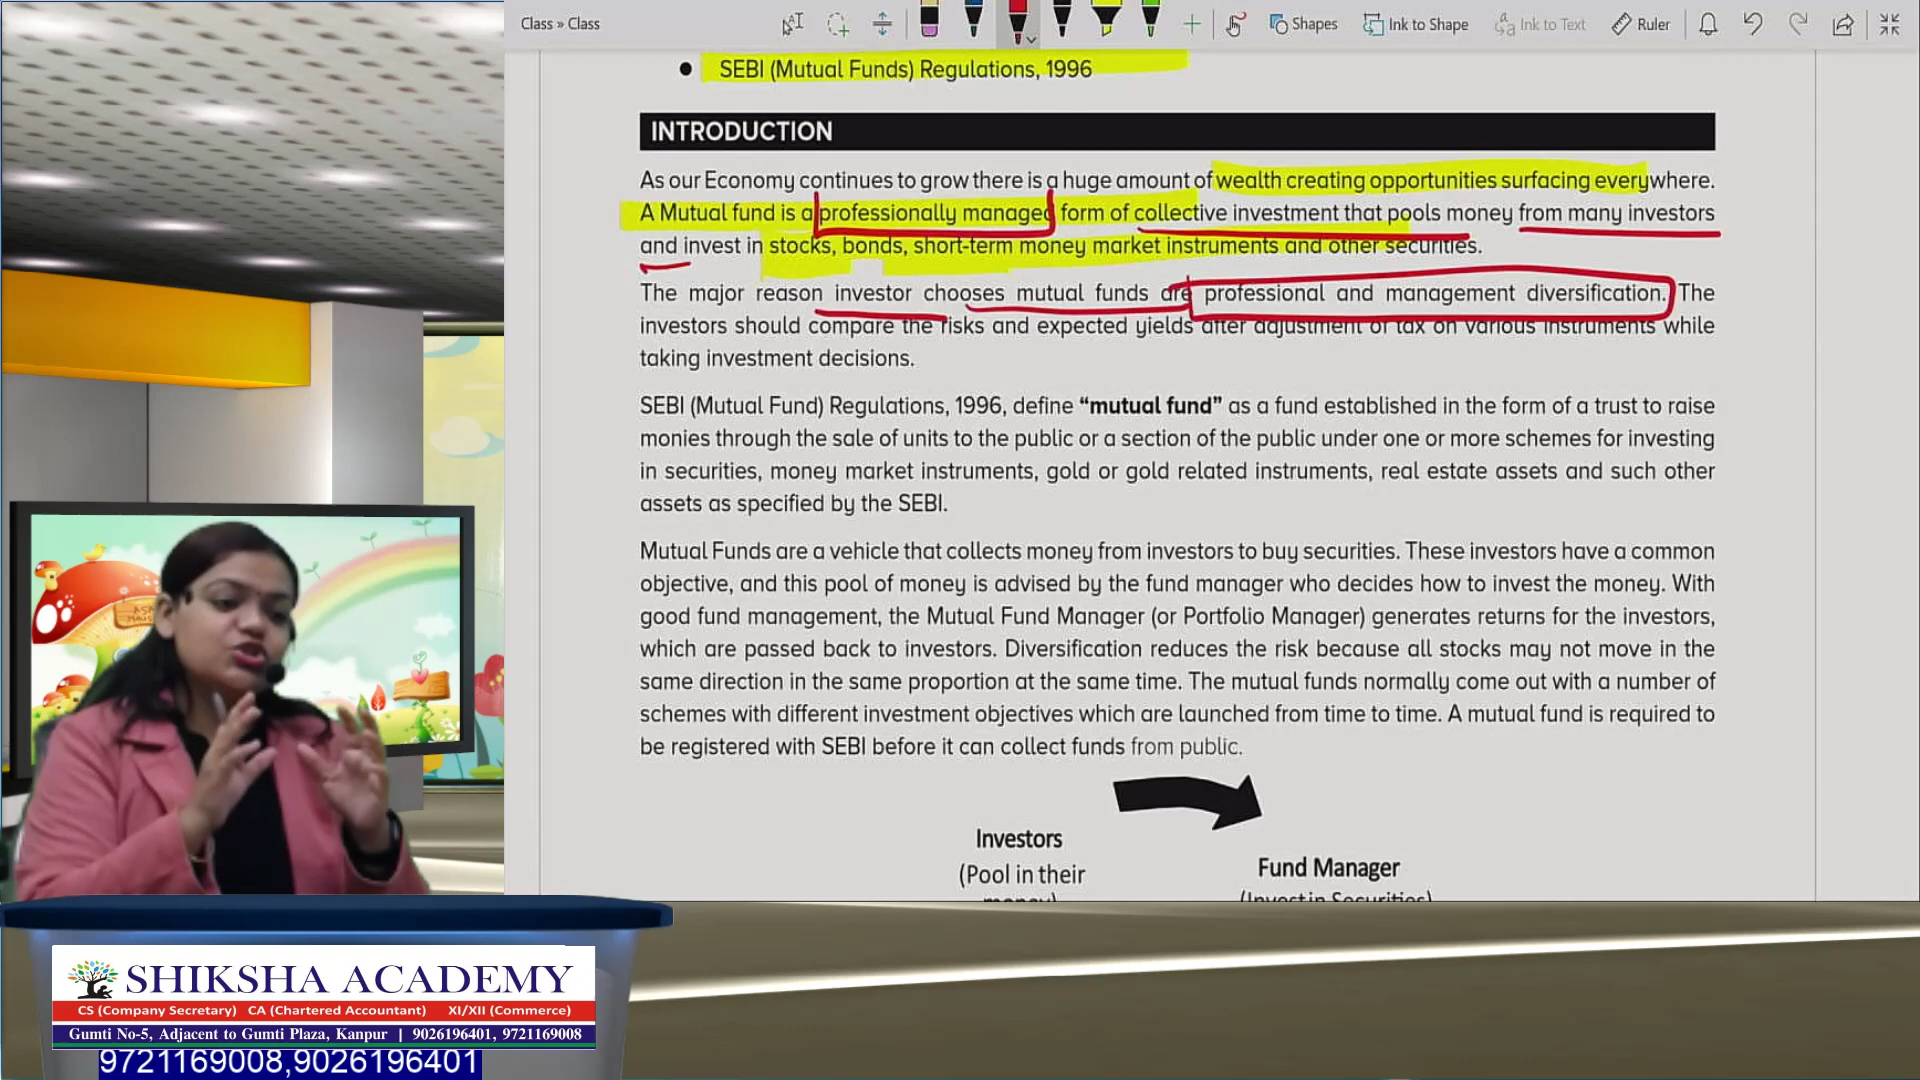 Class » Class
Shapes
Ink to Shape
Ink to Text
Ruler
• SEBI (Mutual Funds) Regulations, 1996
INTRODUCTION
As our Economy continues to grow there is a huge amount of wealth creating opportunities surfacing everywhere.
A Mutual fund is a professionally managed form of collective investment that pools money from many investors
and invest in stocks, bonds, short-term money market instruments and other securities.
The major reason investor chooses mutual funds are professional and management diversification. The
investors should compare the risks and expected yields after adjustment of tax on various instruments while
taking investment decisions.
SEBI (Mutual Fund) Regulations, 1996, define “mutual fund” as a fund established in the form of a trust to raise
monies through the sale of units to the public or a section of the public under one or more schemes for investing
in securities, money market instruments, gold or gold related instruments, real estate assets and such other
assets as specified by the SEBI.
Mutual Funds are a vehicle that collects money from investors to buy securities. These investors have a common
objective, and this pool of money is advised by the fund manager who decides how to invest the money. With
good fund management, the Mutual Fund Manager (or Portfolio Manager) generates returns for the investors,
which are passed back to investors. Diversification reduces the risk because all stocks may not move in the
same direction in the same proportion at the same time. The mutual funds normally come out with a number of
schemes with different investment objectives which are launched from time to time. A mutual fund is required to
be registered with SEBI before it can collect funds from public.
Investors
(Pool in their
money)
Fund Manager
(Invest in Securities)
SHIKSHA ACADEMY
CS (Company Secretary) CA (Chartered Accountant) XI/XII (Commerce)
Gumti No-5, Adjacent to Gumti Plaza, Kanpur | 9026196401, 9721169008
9721169008,9026196401